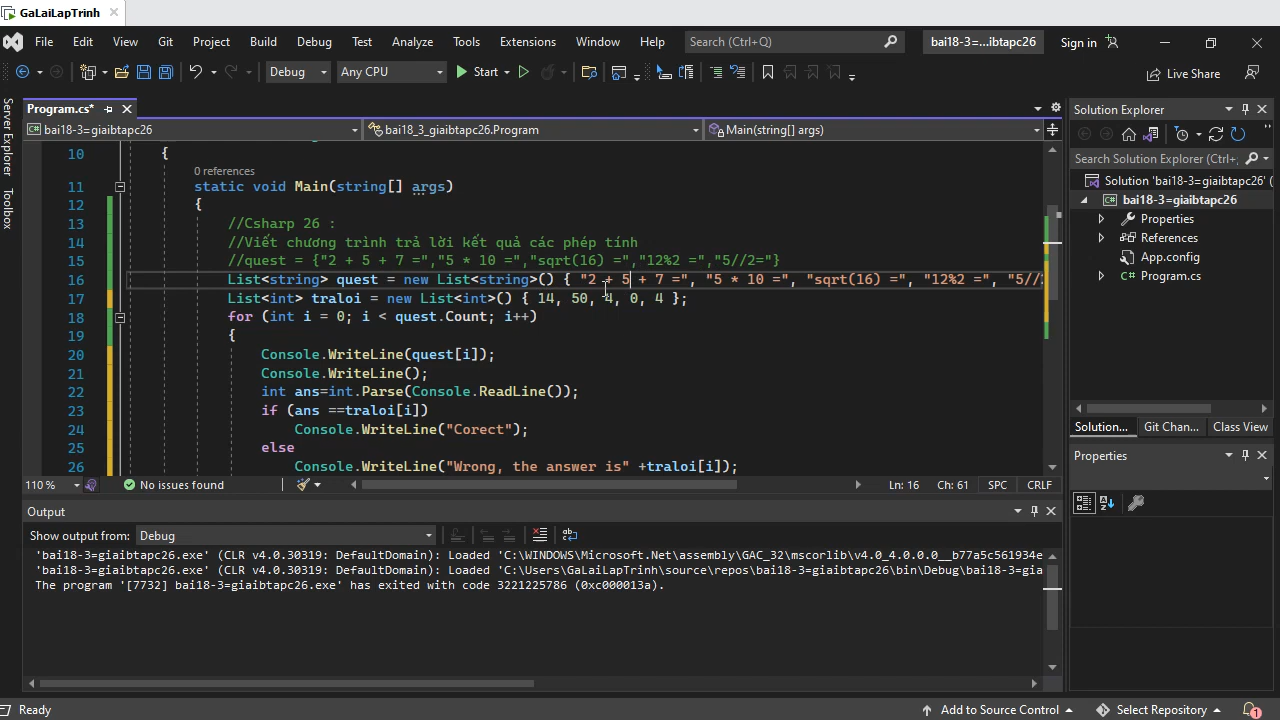 GaLaiLapTrinh
File Edit View Git Project Build Debug Test Analyze Tools Extensions Window Help Search (Ctrl+Q) bai18-3=...ibtapc26 Sign in
Debug Any CPU Start Live Share
Server Explorer
Toolbox
Program.cs*
bai18-3=giaibtapc26 bai18_3_giaibtapc26.Program Main(string[] args)
10 {
0 references
11 static void Main(string[] args)
12 {
13 //Csharp 26 :
14 //Viết chương trình trả lời kết quả các phép tính
15 //quest = {"2 + 5 + 7 =","5 * 10 =","sqrt(16) =","12%2 =","5//2="}
16 List<string> quest = new List<string>() { "2 + 5 + 7 =", "5 * 10 =", "sqrt(16) =", "12%2 =", "5//2
17 List<int> traloi = new List<int>() { 14, 50, 4, 0, 4 };
18 for (int i = 0; i < quest.Count; i++)
19 {
20 Console.WriteLine(quest[i]);
21 Console.WriteLine();
22 int ans=int.Parse(Console.ReadLine());
23 if (ans ==traloi[i])
24 Console.WriteLine("Corect");
25 else
26 Console.WriteLine("Wrong, the answer is" +traloi[i]);
110 % No issues found Ln: 16 Ch: 61 SPC CRLF
Output
Show output from: Debug
'bai18-3=giaibtapc26.exe' (CLR v4.0.30319: DefaultDomain): Loaded 'C:\WINDOWS\Microsoft.Net\assembly\GAC_32\mscorlib\v4.0_4.0.0.0__b77a5c561934e
'bai18-3=giaibtapc26.exe' (CLR v4.0.30319: DefaultDomain): Loaded 'C:\Users\GaLaiLapTrinh\source\repos\bai18-3=giaibtapc26\bin\Debug\bai18-3=gia
The program '[7732] bai18-3=giaibtapc26.exe' has exited with code 3221225786 (0xc000013a).
Solution Explorer
Search Solution Explorer (Ctrl+;
Solution 'bai18-3=giaibtapc26' (
bai18-3=giaibtapc26
Properties
References
App.config
Program.cs
Solution... Git Chan... Class View
Properties
Ready Add to Source Control Select Repository 1